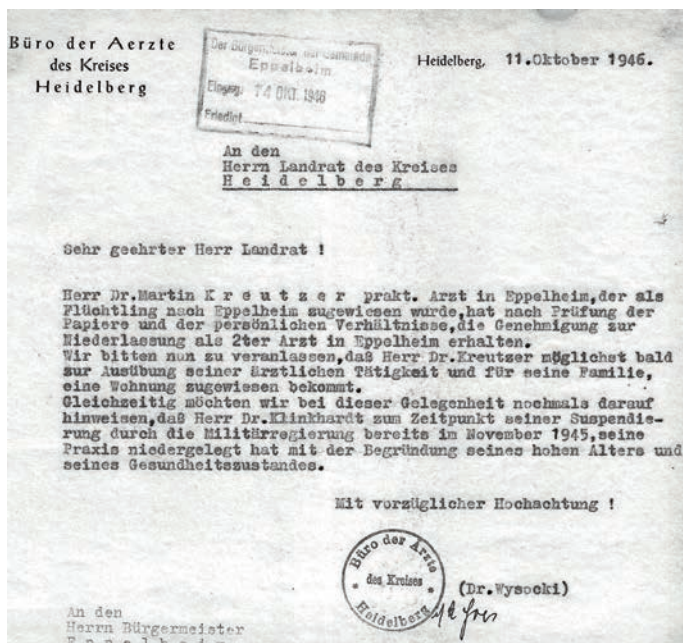 Büro der Aerzte
des Kreises
Heidelberg
Der Bürgermeister der Gemeinde
Eppelheim
Eingeg. 14 OKT. 1946
Erledigt
Heidelberg, 11.Oktober 1946.
An den
Herrn Landrat des Kreises
H e i d e l b e r g
Sehr geehrter Herr Landrat !
Herr Dr.Martin K r e u t z e r prakt. Arzt in Eppelheim,der als
Flüchtling nach Eppelheim zugewiesen wurde,hat nach Prüfung der
Papiere und der persönlichen Verhältnisse,die Genehmigung zur
Niederlassung als 2ter Arzt in Eppelheim erhalten.
Wir bitten nun zu veranlassen,daß Herr Dr.Kreutzer möglichst bald
zur Ausübung seiner ärztlichen Tätigkeit und für seine Familie,
eine Wohnung zugewiesen bekommt.
Gleichzeitig möchten wir bei dieser Gelegenheit nochmals darauf
hinweisen,daß Herr Dr.Klinkhardt zum Zeitpunkt seiner Suspendie-
rung durch die Militärregierung bereits im November 1945,seine
Praxis niedergelegt hat mit der Begründung seines hohen Alters und
seines Gesundheitszustandes.
Mit vorzüglicher Hochachtung !
Büro der Ärzte
des Kreises
Heidelberg
(Dr.Wysocki)
An den
Herrn Bürgermeister